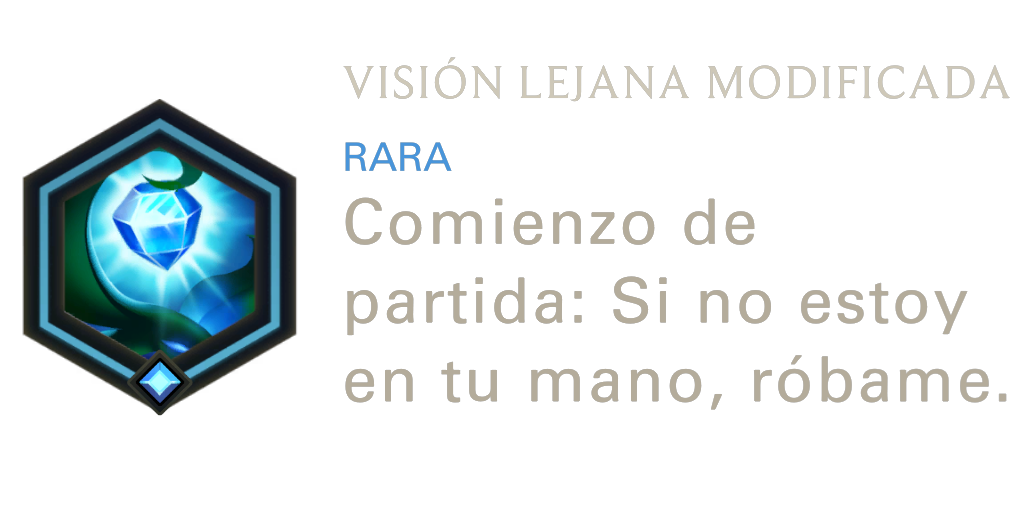 VISIÓN LEJANA MODIFICADA
RARA
Comienzo de
partida: Si no estoy
en tu mano, róbame.